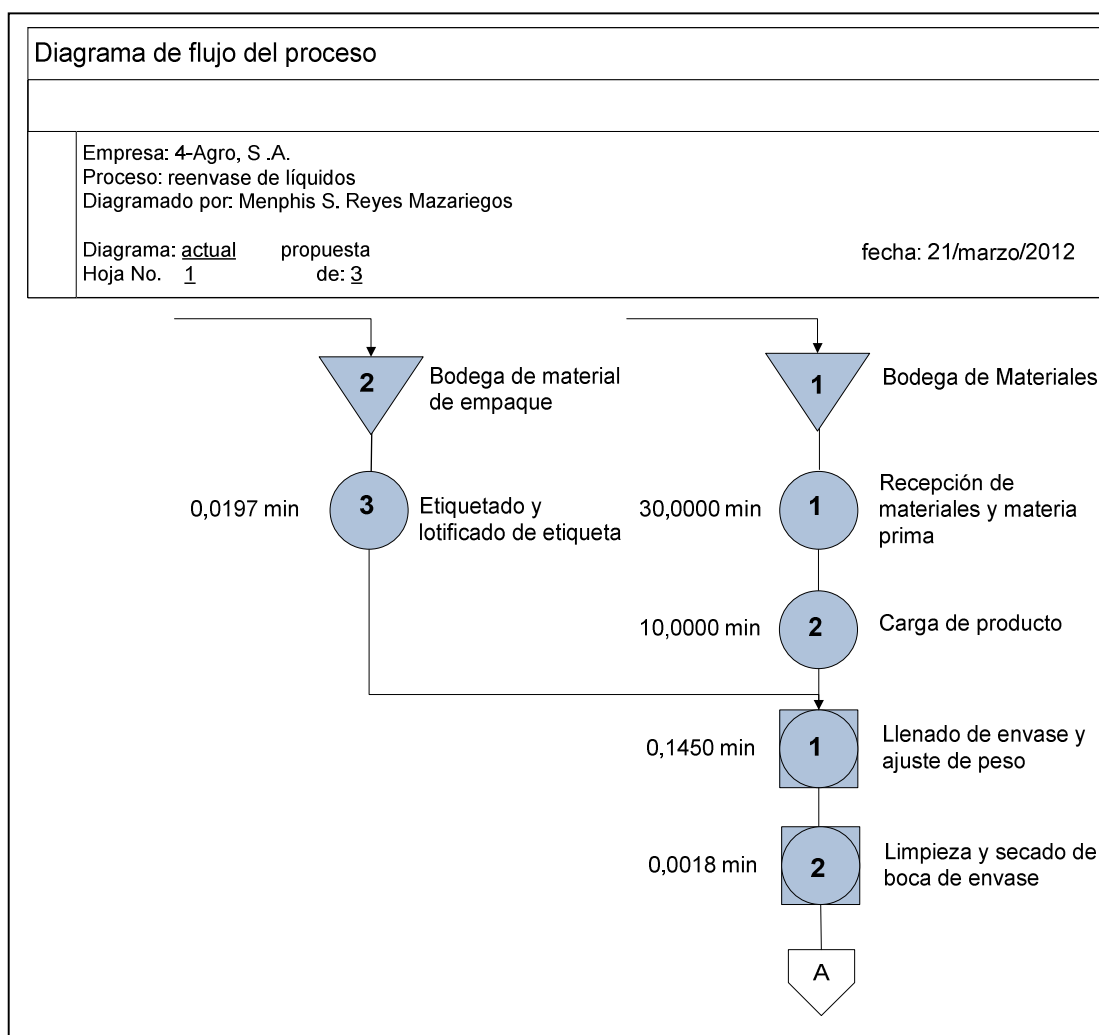 Diagrama de flujo del proceso
Empresa: 4-Agro, S .A.
Proceso: reenvase de líquidos
Diagramado por: Menphis S. Reyes Mazariegos
Diagrama: actual propuesta fecha: 21/marzo/2012
Hoja No. 1 de: 3
2
Bodega de material
de empaque
1
Bodega de Materiales
0,0197 min
3
Etiquetado y
lotificado de etiqueta
30,0000 min
1
Recepción de
materiales y materia
prima
10,0000 min
2
Carga de producto
0,1450 min
1
Llenado de envase y
ajuste de peso
0,0018 min
2
Limpieza y secado de
boca de envase
A